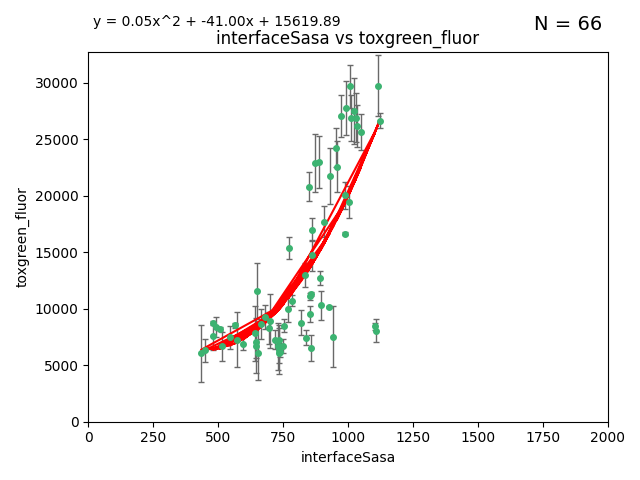 y = 0.05x^2 + -41.00x + 15619.89
N = 66
interfaceSasa vs toxgreen_fluor
30000
25000
20000
15000
10000
5000
0
toxgreen_fluor
0 250 500 750 1000 1250 1500 1750 2000
interfaceSasa